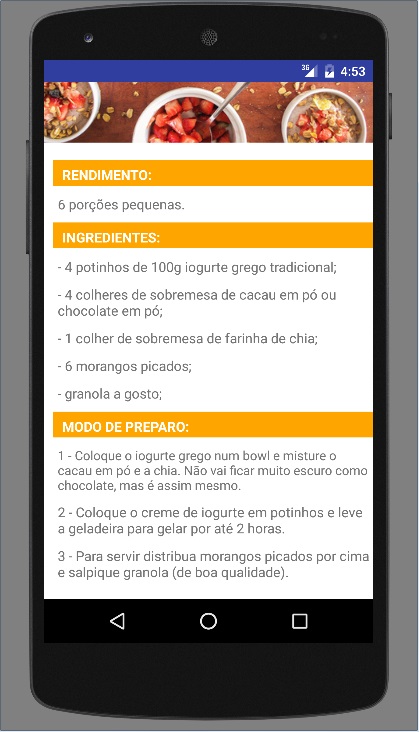 3G 4:53
RENDIMENTO:
6 porções pequenas.
INGREDIENTES:
- 4 potinhos de 100g iogurte grego tradicional;
- 4 colheres de sobremesa de cacau em pó ou
chocolate em pó;
- 1 colher de sobremesa de farinha de chia;
- 6 morangos picados;
- granola a gosto;
MODO DE PREPARO:
1 - Coloque o iogurte grego num bowl e misture o
cacau em pó e a chia. Não vai ficar muito escuro como
chocolate, mas é assim mesmo.
2 - Coloque o creme de iogurte em potinhos e leve
a geladeira para gelar por até 2 horas.
3 - Para servir distribua morangos picados por cima
e salpique granola (de boa qualidade).